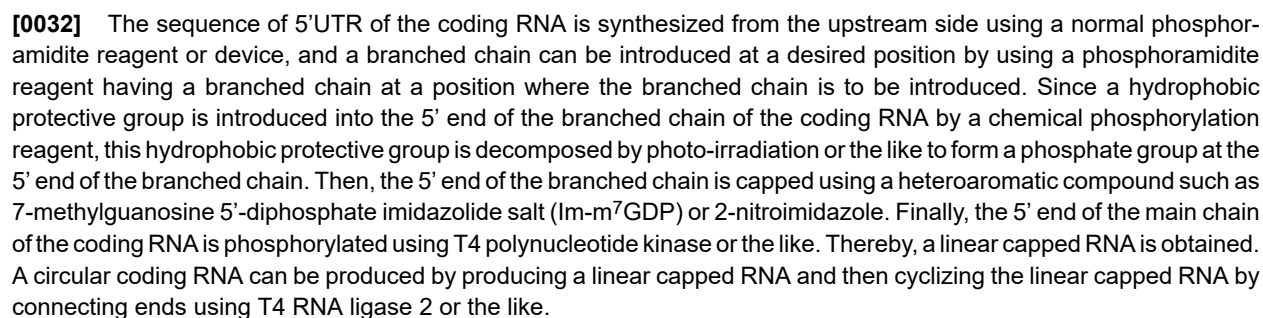 [0032] The sequence of 5’UTR of the coding RNA is synthesized from the upstream side using a normal phosphor-
amidite reagent or device, and a branched chain can be introduced at a desired position by using a phosphoramidite
reagent having a branched chain at a position where the branched chain is to be introduced. Since a hydrophobic
protective group is introduced into the 5’ end of the branched chain of the coding RNA by a chemical phosphorylation
reagent, this hydrophobic protective group is decomposed by photo-irradiation or the like to form a phosphate group at the
5’ end of the branched chain. Then, the 5’ end of the branched chain is capped using a heteroaromatic compound such as
7-methylguanosine 5’-diphosphate imidazolide salt (Im-m⁷GDP) or 2-nitroimidazole. Finally, the 5’ end of the main chain
of the coding RNA is phosphorylated using T4 polynucleotide kinase or the like. Thereby, a linear capped RNA is obtained.
A circular coding RNA can be produced by producing a linear capped RNA and then cyclizing the linear capped RNA by
connecting ends using T4 RNA ligase 2 or the like.